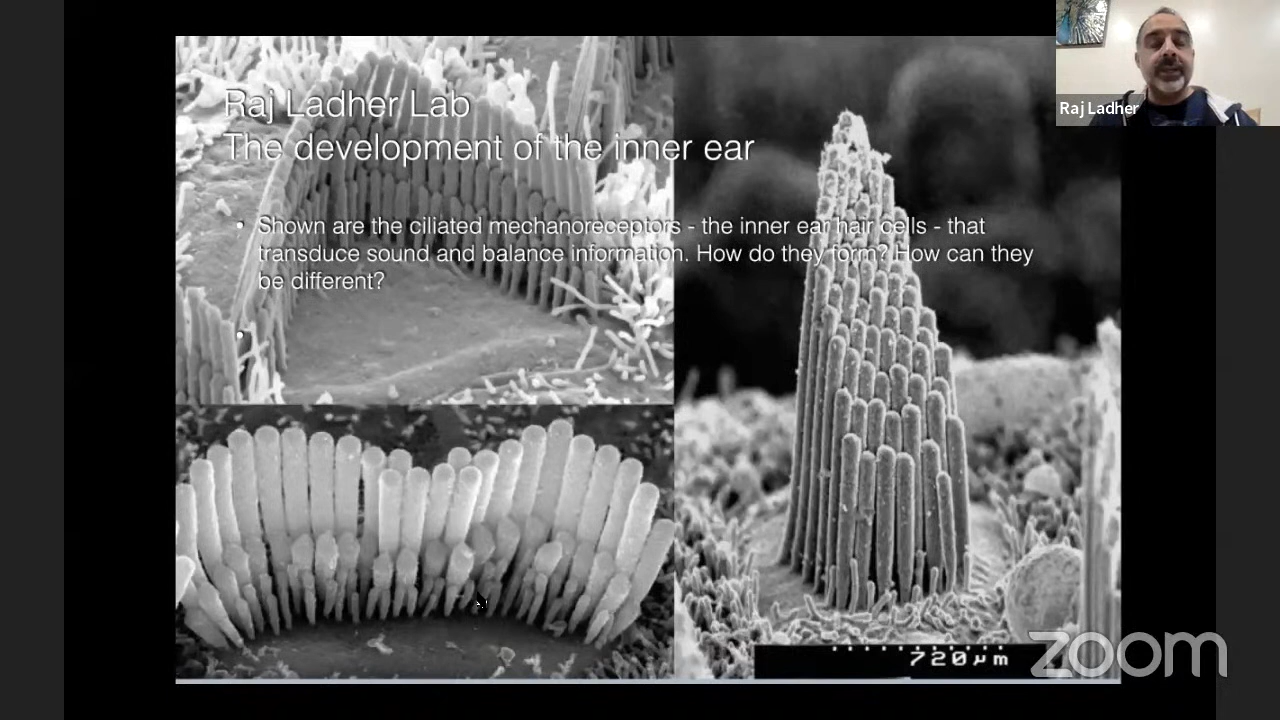 Raj Ladher Lab
The development of the inner ear
• Shown are the ciliated mechanoreceptors - the inner ear hair cells - that
transduce sound and balance information. How do they form? How can they
be different?
•
Raj Ladher
720µm
zoom